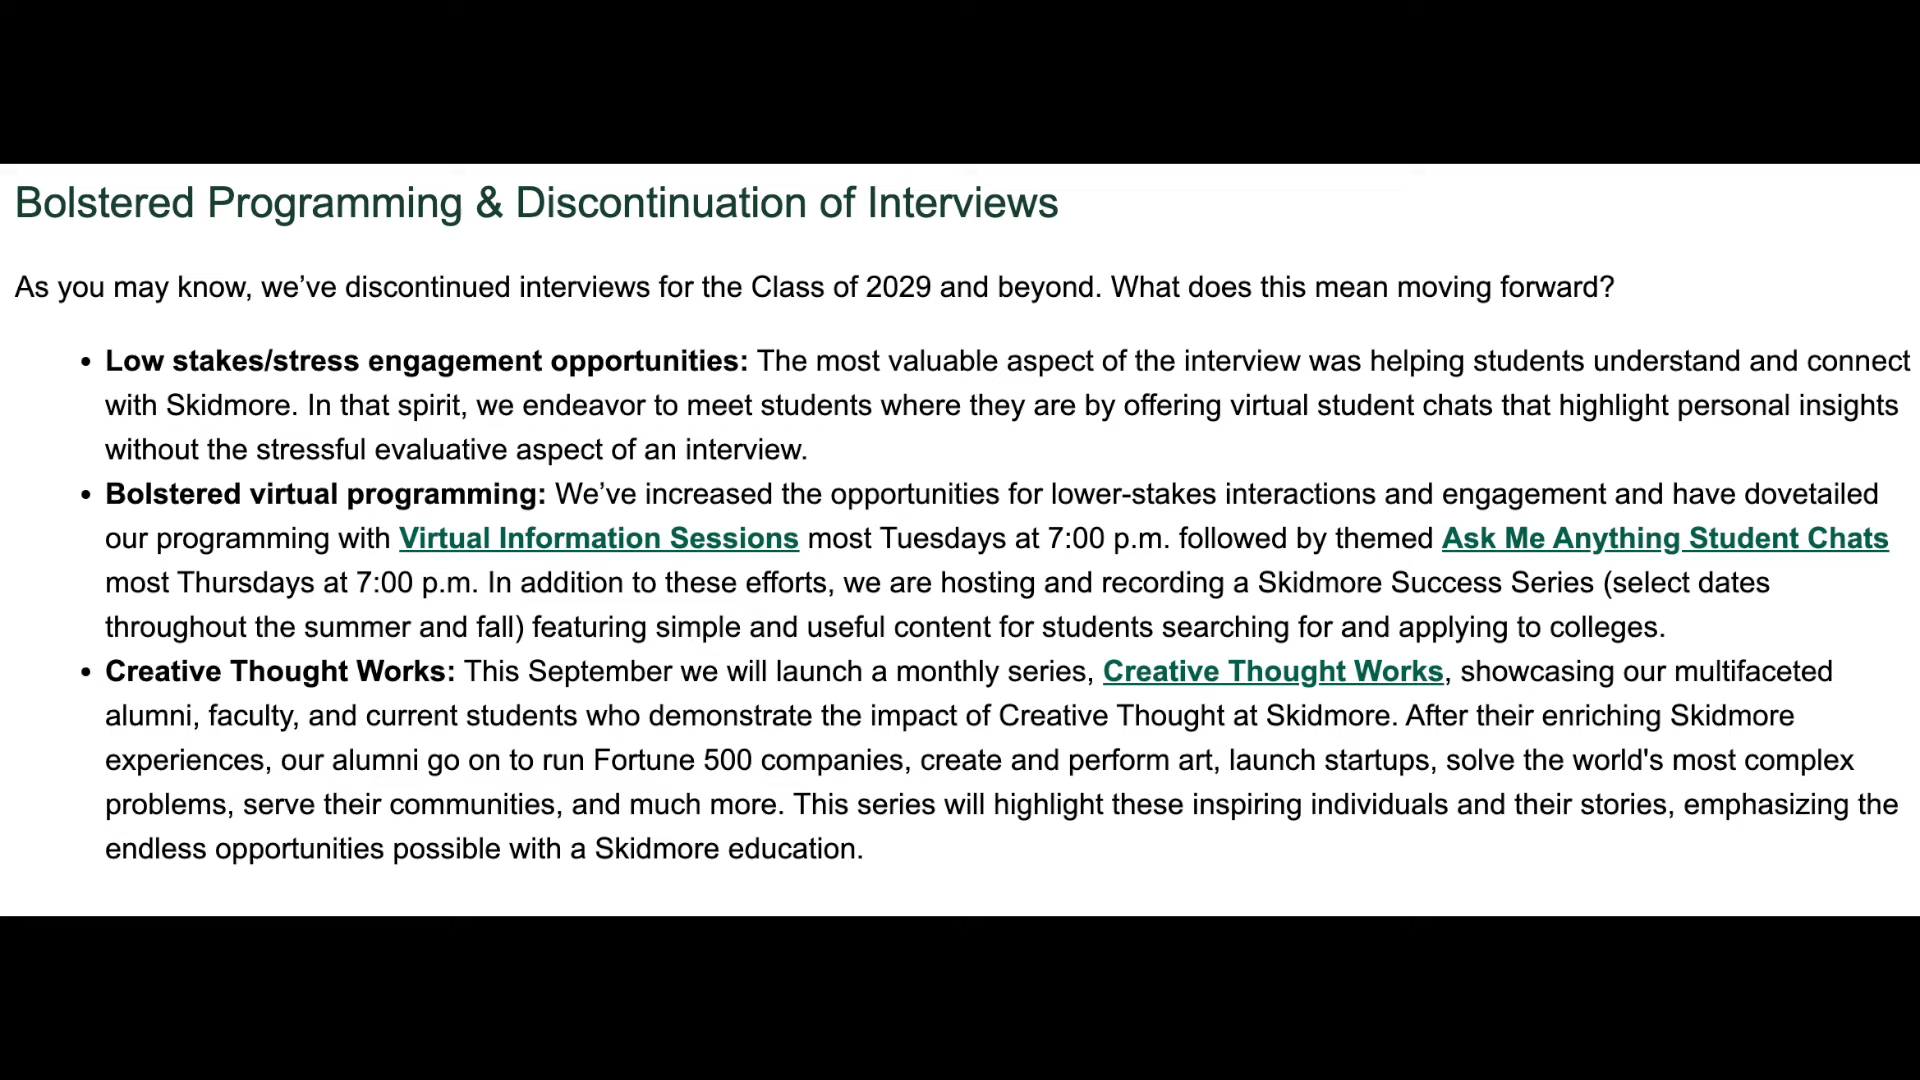 Bolstered Programming & Discontinuation of Interviews
As you may know, we’ve discontinued interviews for the Class of 2029 and beyond. What does this mean moving forward?
• Low stakes/stress engagement opportunities: The most valuable aspect of the interview was helping students understand and connect
with Skidmore. In that spirit, we endeavor to meet students where they are by offering virtual student chats that highlight personal insights
without the stressful evaluative aspect of an interview.
• Bolstered virtual programming: We’ve increased the opportunities for lower-stakes interactions and engagement and have dovetailed
our programming with Virtual Information Sessions most Tuesdays at 7:00 p.m. followed by themed Ask Me Anything Student Chats
most Thursdays at 7:00 p.m. In addition to these efforts, we are hosting and recording a Skidmore Success Series (select dates
throughout the summer and fall) featuring simple and useful content for students searching for and applying to colleges.
• Creative Thought Works: This September we will launch a monthly series, Creative Thought Works, showcasing our multifaceted
alumni, faculty, and current students who demonstrate the impact of Creative Thought at Skidmore. After their enriching Skidmore
experiences, our alumni go on to run Fortune 500 companies, create and perform art, launch startups, solve the world's most complex
problems, serve their communities, and much more. This series will highlight these inspiring individuals and their stories, emphasizing the
endless opportunities possible with a Skidmore education.